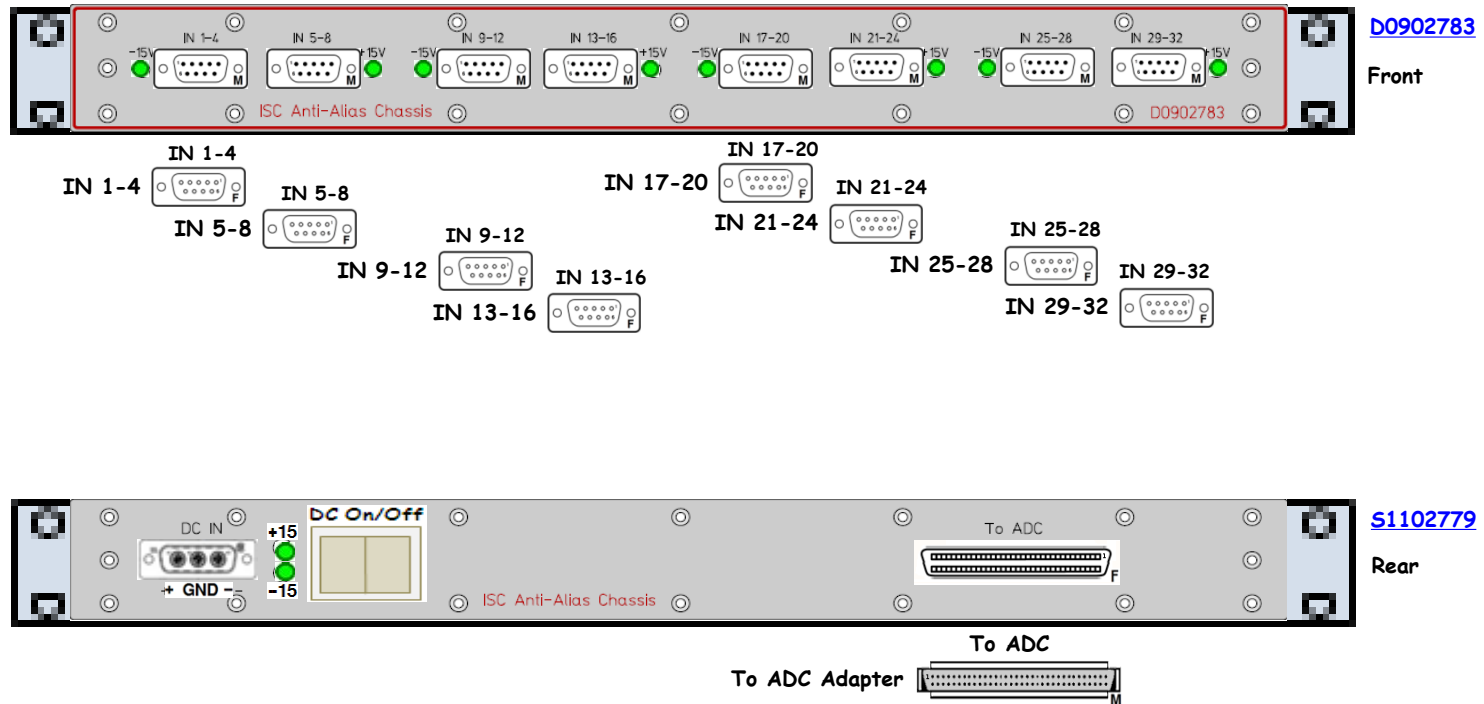 D0902783
IN 1-4 IN 5-8 IN 9-12 IN 13-16 IN 17-20 IN 21-24 IN 25-28 IN 29-32
-15V +15V -15V +15V -15V +15V -15V +15V
M M M M M M M M
Front
ISC Anti-Alias Chassis D0902783
IN 1-4 IN 17-20
IN 1-4 F IN 17-20 F
IN 5-8 IN 21-24
IN 5-8 F IN 21-24 F
IN 9-12 IN 25-28
IN 9-12 F IN 25-28 F
IN 13-16 IN 29-32
IN 13-16 F IN 29-32 F
DC IN +15 DC On/Off To ADC
S1102779
F
Rear
+ GND - -15
ISC Anti-Alias Chassis
To ADC
To ADC Adapter
M